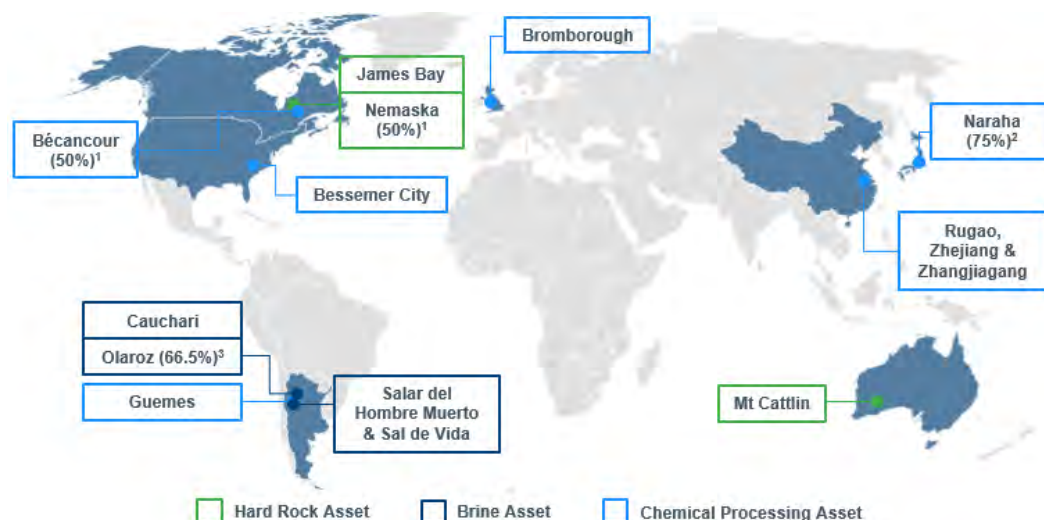 Bromborough
James Bay
Nemaska
(50%)¹
Bécancour
(50%)¹
Naraha
(75%)²
Bessemer City
Rugao,
Zhejiang &
Zhangjiagang
Cauchari
Olaroz (66.5%)³
Guemes
Salar del
Hombre Muerto
& Sal de Vida
Mt Cattlin
Hard Rock Asset
Brine Asset
Chemical Processing Asset